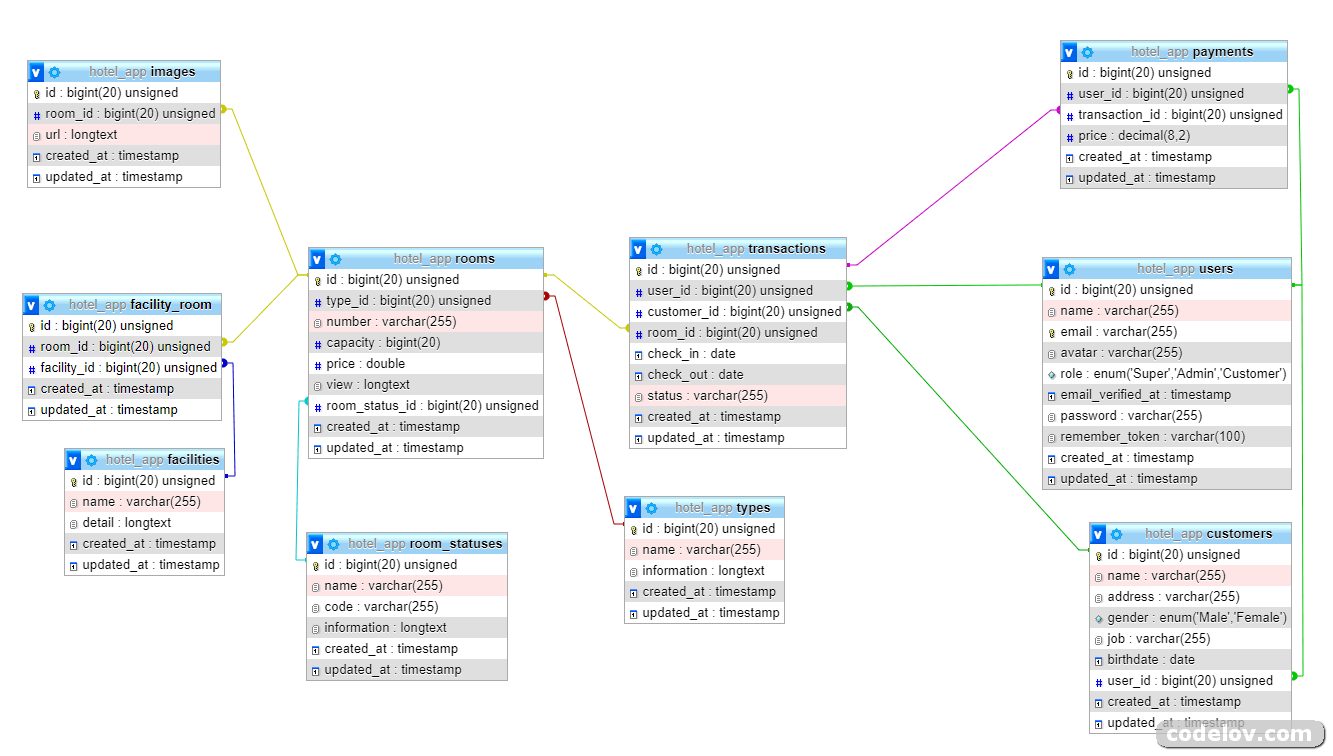 hotel_app images
id : bigint(20) unsigned
room_id : bigint(20) unsigned
url : longtext
created_at : timestamp
updated_at : timestamp
hotel_app facility_room
id : bigint(20) unsigned
room_id : bigint(20) unsigned
facility_id : bigint(20) unsigned
created_at : timestamp
updated_at : timestamp
hotel_app facilities
id : bigint(20) unsigned
name : varchar(255)
detail : longtext
created_at : timestamp
updated_at : timestamp
hotel_app rooms
id : bigint(20) unsigned
type_id : bigint(20) unsigned
number : varchar(255)
capacity : bigint(20)
price : double
view : longtext
room_status_id : bigint(20) unsigned
created_at : timestamp
updated_at : timestamp
hotel_app room_statuses
id : bigint(20) unsigned
name : varchar(255)
code : varchar(255)
information : longtext
created_at : timestamp
updated_at : timestamp
hotel_app transactions
id : bigint(20) unsigned
user_id : bigint(20) unsigned
customer_id : bigint(20) unsigned
room_id : bigint(20) unsigned
check_in : date
check_out : date
status : varchar(255)
created_at : timestamp
updated_at : timestamp
hotel_app types
id : bigint(20) unsigned
name : varchar(255)
information : longtext
created_at : timestamp
updated_at : timestamp
hotel_app payments
id : bigint(20) unsigned
user_id : bigint(20) unsigned
transaction_id : bigint(20) unsigned
price : decimal(8,2)
created_at : timestamp
updated_at : timestamp
hotel_app users
id : bigint(20) unsigned
name : varchar(255)
email : varchar(255)
avatar : varchar(255)
role : enum('Super','Admin','Customer')
email_verified_at : timestamp
password : varchar(255)
remember_token : varchar(100)
created_at : timestamp
updated_at : timestamp
hotel_app customers
id : bigint(20) unsigned
name : varchar(255)
address : varchar(255)
gender : enum('Male','Female')
job : varchar(255)
birthdate : date
user_id : bigint(20) unsigned
created_at : timestamp
updated_at : timestamp
codelov.com